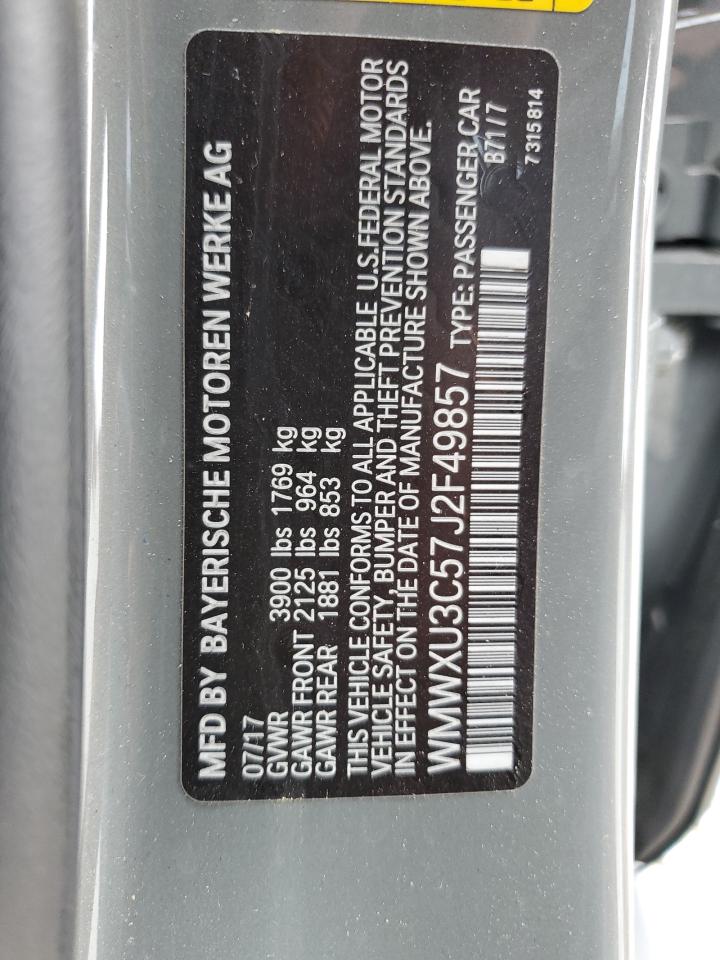 MFD BY BAYERISCHE MOTOREN WERKE AG
07/17
GVWR 3900 lbs 1769 kg
GAWR FRONT 2125 lbs 964 kg
GAWR REAR 1881 lbs 853 kg
THIS VEHICLE CONFORMS TO ALL APPLICABLE U.S.FEDERAL MOTOR
VEHICLE SAFETY, BUMPER AND THEFT PREVENTION STANDARDS
IN EFFECT ON THE DATE OF MANUFACTURE SHOWN ABOVE.
WMWXU3C57J2F49857 TYPE: PASSENGER CAR
B71/7
7 315 814